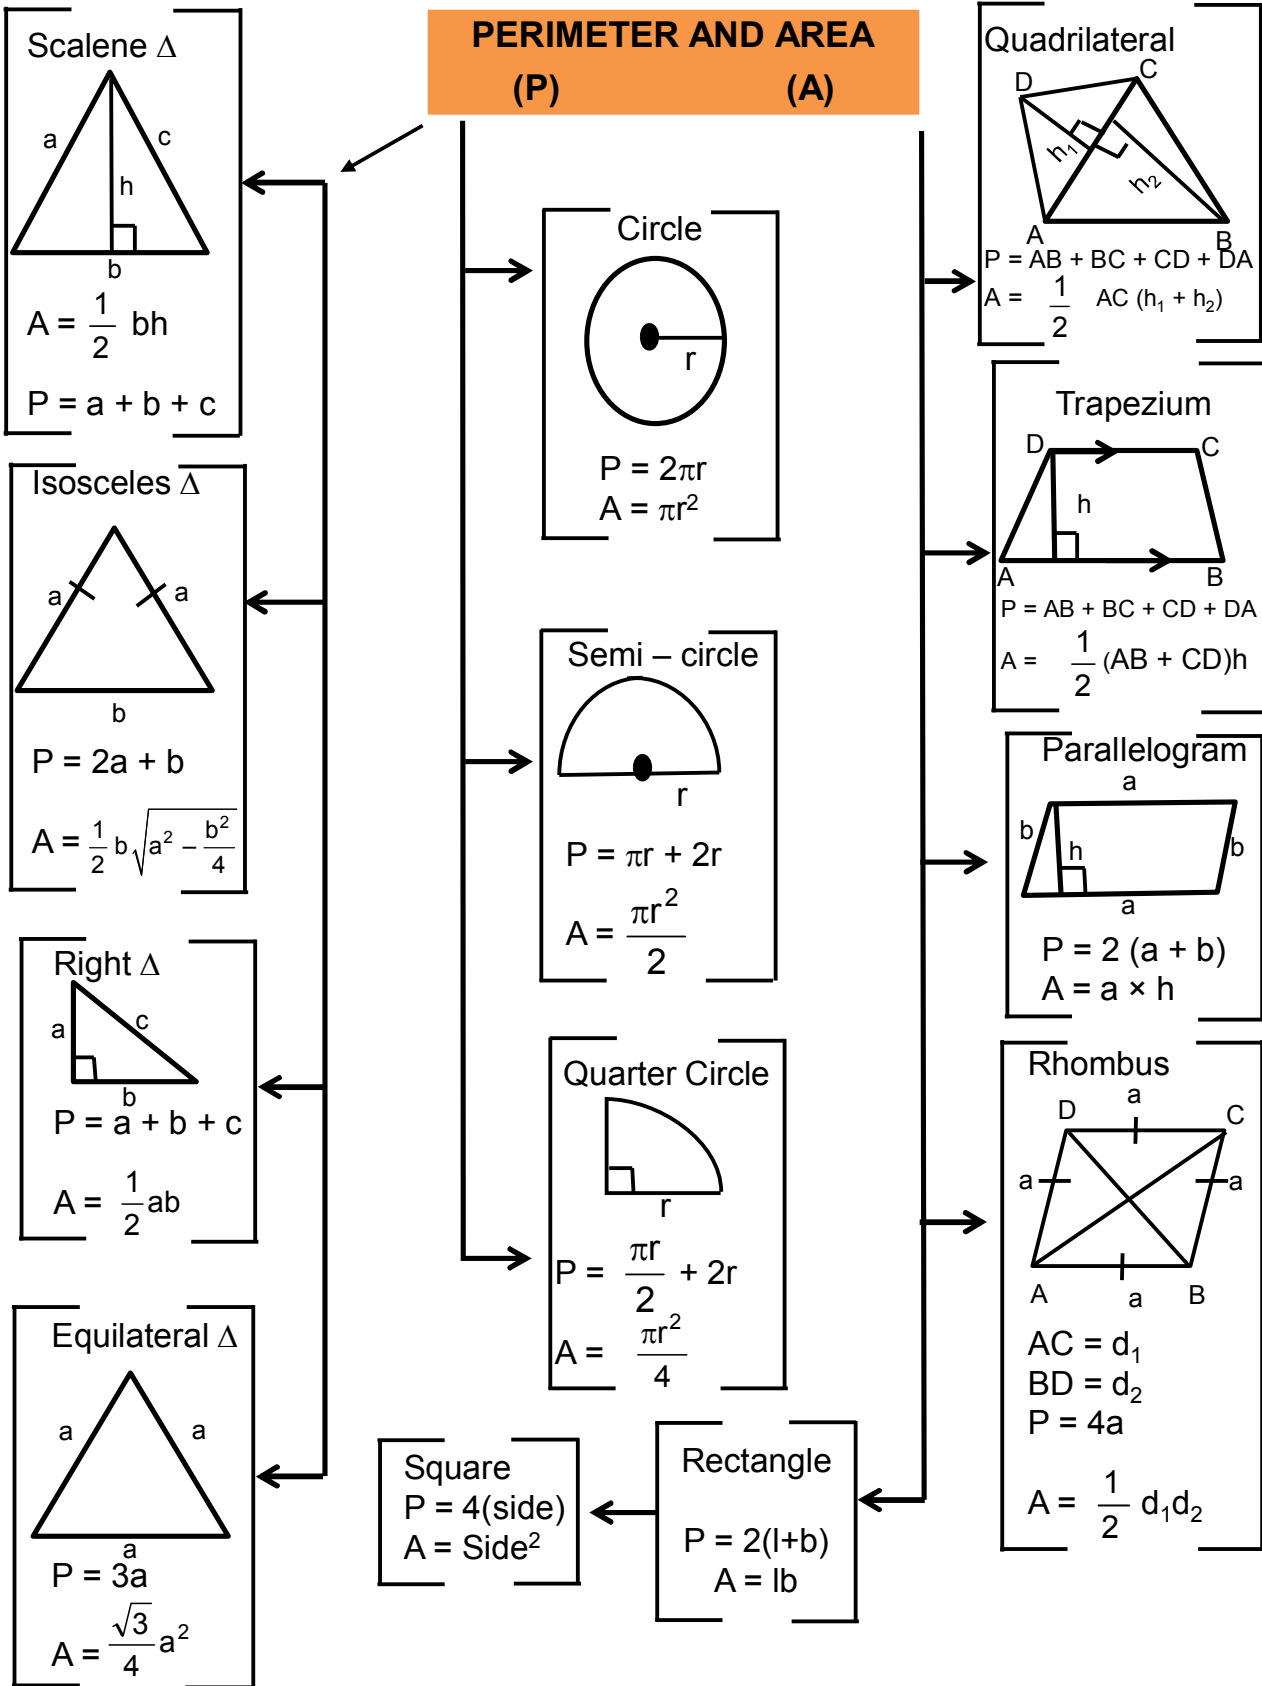 PERIMETER AND AREA
(P) (A)
Scalene Δ
a
c
h
b
A = 1/2 bh
P = a + b + c
Isosceles Δ
a
a
b
P = 2a + b
A = 1/2 b√(a² – b²/4)
Right Δ
a
c
b
P = a + b + c
A = 1/2 ab
Equilateral Δ
a
a
a
P = 3a
A = √3/4 a²
Circle
r
P = 2πr
A = πr²
Semi – circle
r
P = πr + 2r
A = πr²/2
Quarter Circle
r
P = πr/2 + 2r
A = πr²/4
Square
P = 4(side)
A = Side²
Rectangle
P = 2(l+b)
A = lb
Quadrilateral
D
C
h₁
h₂
A
B
P = AB + BC + CD + DA
A = 1/2 AC (h₁ + h₂)
Trapezium
D
C
h
A
B
P = AB + BC + CD + DA
A = 1/2 (AB + CD)h
Parallelogram
a
b
h
b
a
P = 2 (a + b)
A = a × h
Rhombus
a
D
C
a
a
A
a
B
AC = d₁
BD = d₂
P = 4a
A = 1/2 d₁d₂